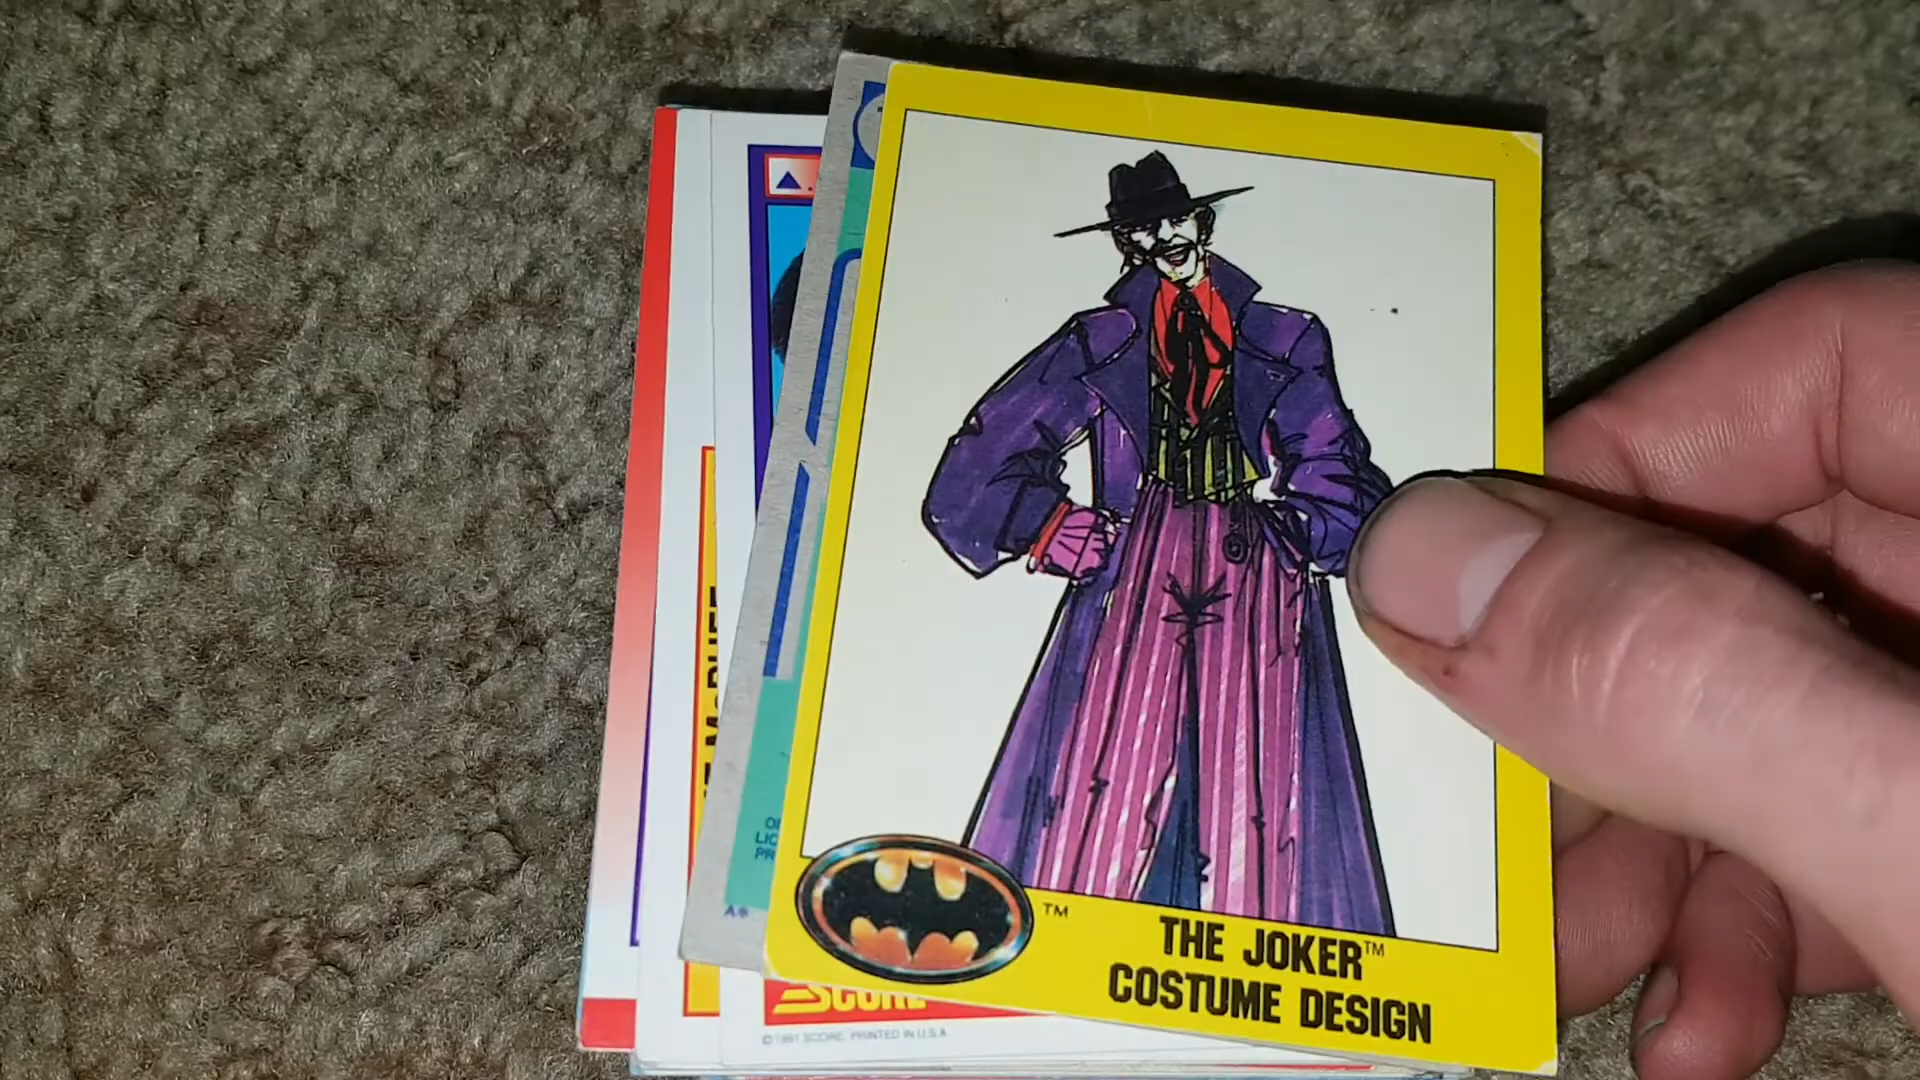 ™
THE JOKER™
COSTUME DESIGN
SCORE
©1991 SCORE, PRINTED IN U.S.A.